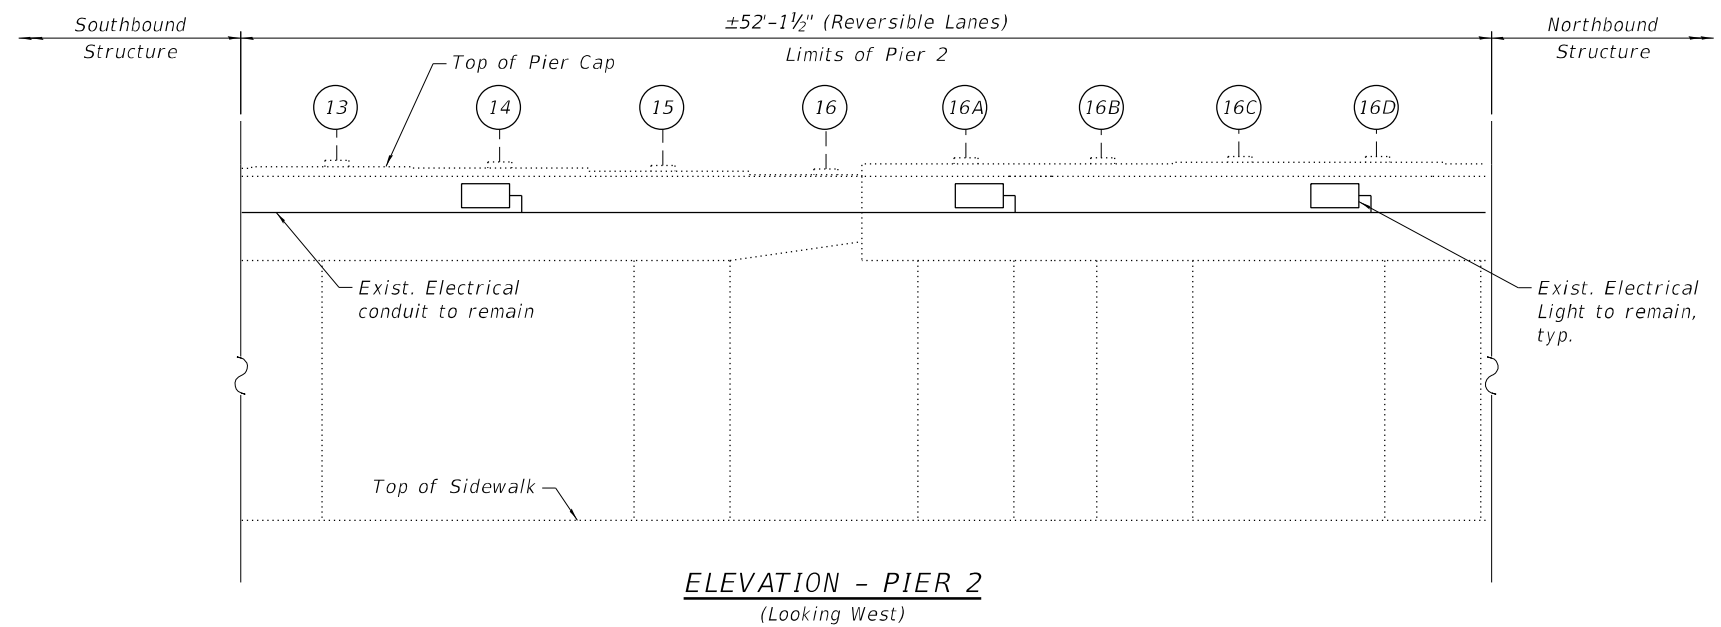 Southbound
Structure
±52'-1½" (Reversible Lanes)
Limits of Pier 2
Northbound
Structure
Top of Pier Cap
13
14
15
16
16A
16B
16C
16D
Exist. Electrical
conduit to remain
Exist. Electrical
Light to remain,
typ.
Top of Sidewalk
ELEVATION - PIER 2
(Looking West)